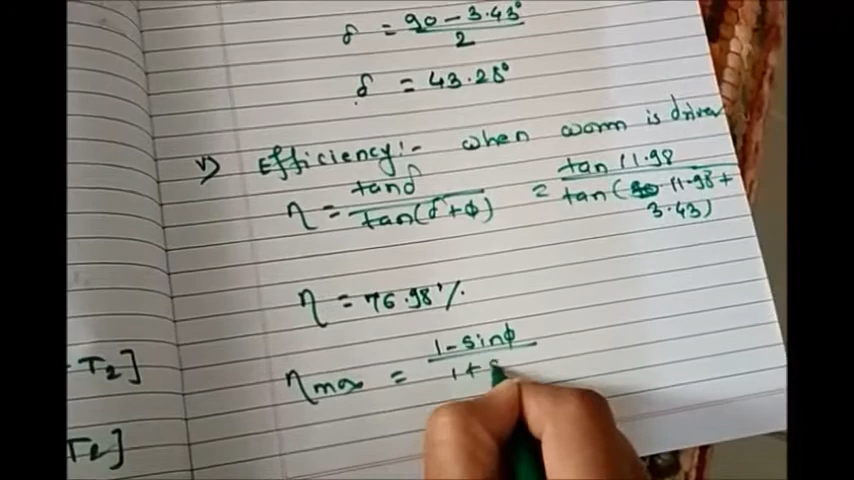 T2]
T2]
δ = 90 - 3.43° / 2
δ = 43.28°
v) Efficiency:- when worm is driver
η = tanδ / tan(δ+φ) = tan 11.98 / tan(11.98+3.43)
η = 76.98%
ηmax = 1-sinφ / 1+s